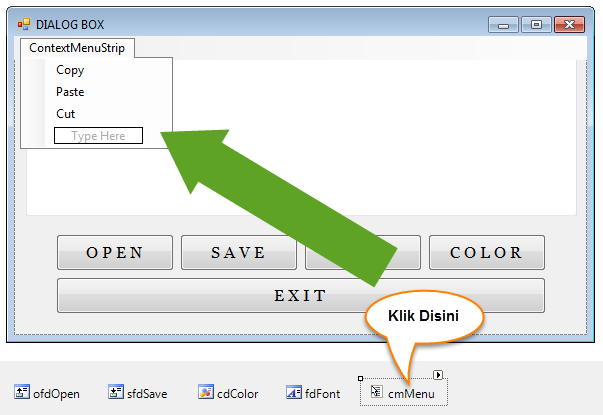 DIALOG BOX
ContextMenuStrip
Copy
Paste
Cut
Type Here
OPEN SAVE COLOR
EXIT
Klik Disini
ofdOpen sfdSave cdColor fdFont cmMenu